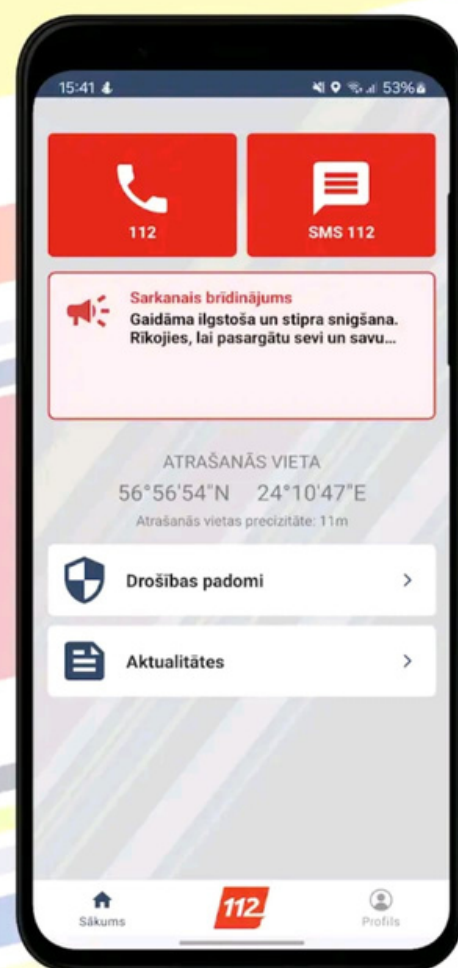 15:41 53%
112
SMS 112
Sarkanais brīdinājums
Gaidāma ilgstoša un stipra snigšana.
Rīkojies, lai pasargātu sevi un savu...
ATRAŠANĀS VIETA
56°56'54"N 24°10'47"E
Atrašanās vietas precizitāte: 11m
Drošības padomi
Aktualitātes
Sākums
112
Profils